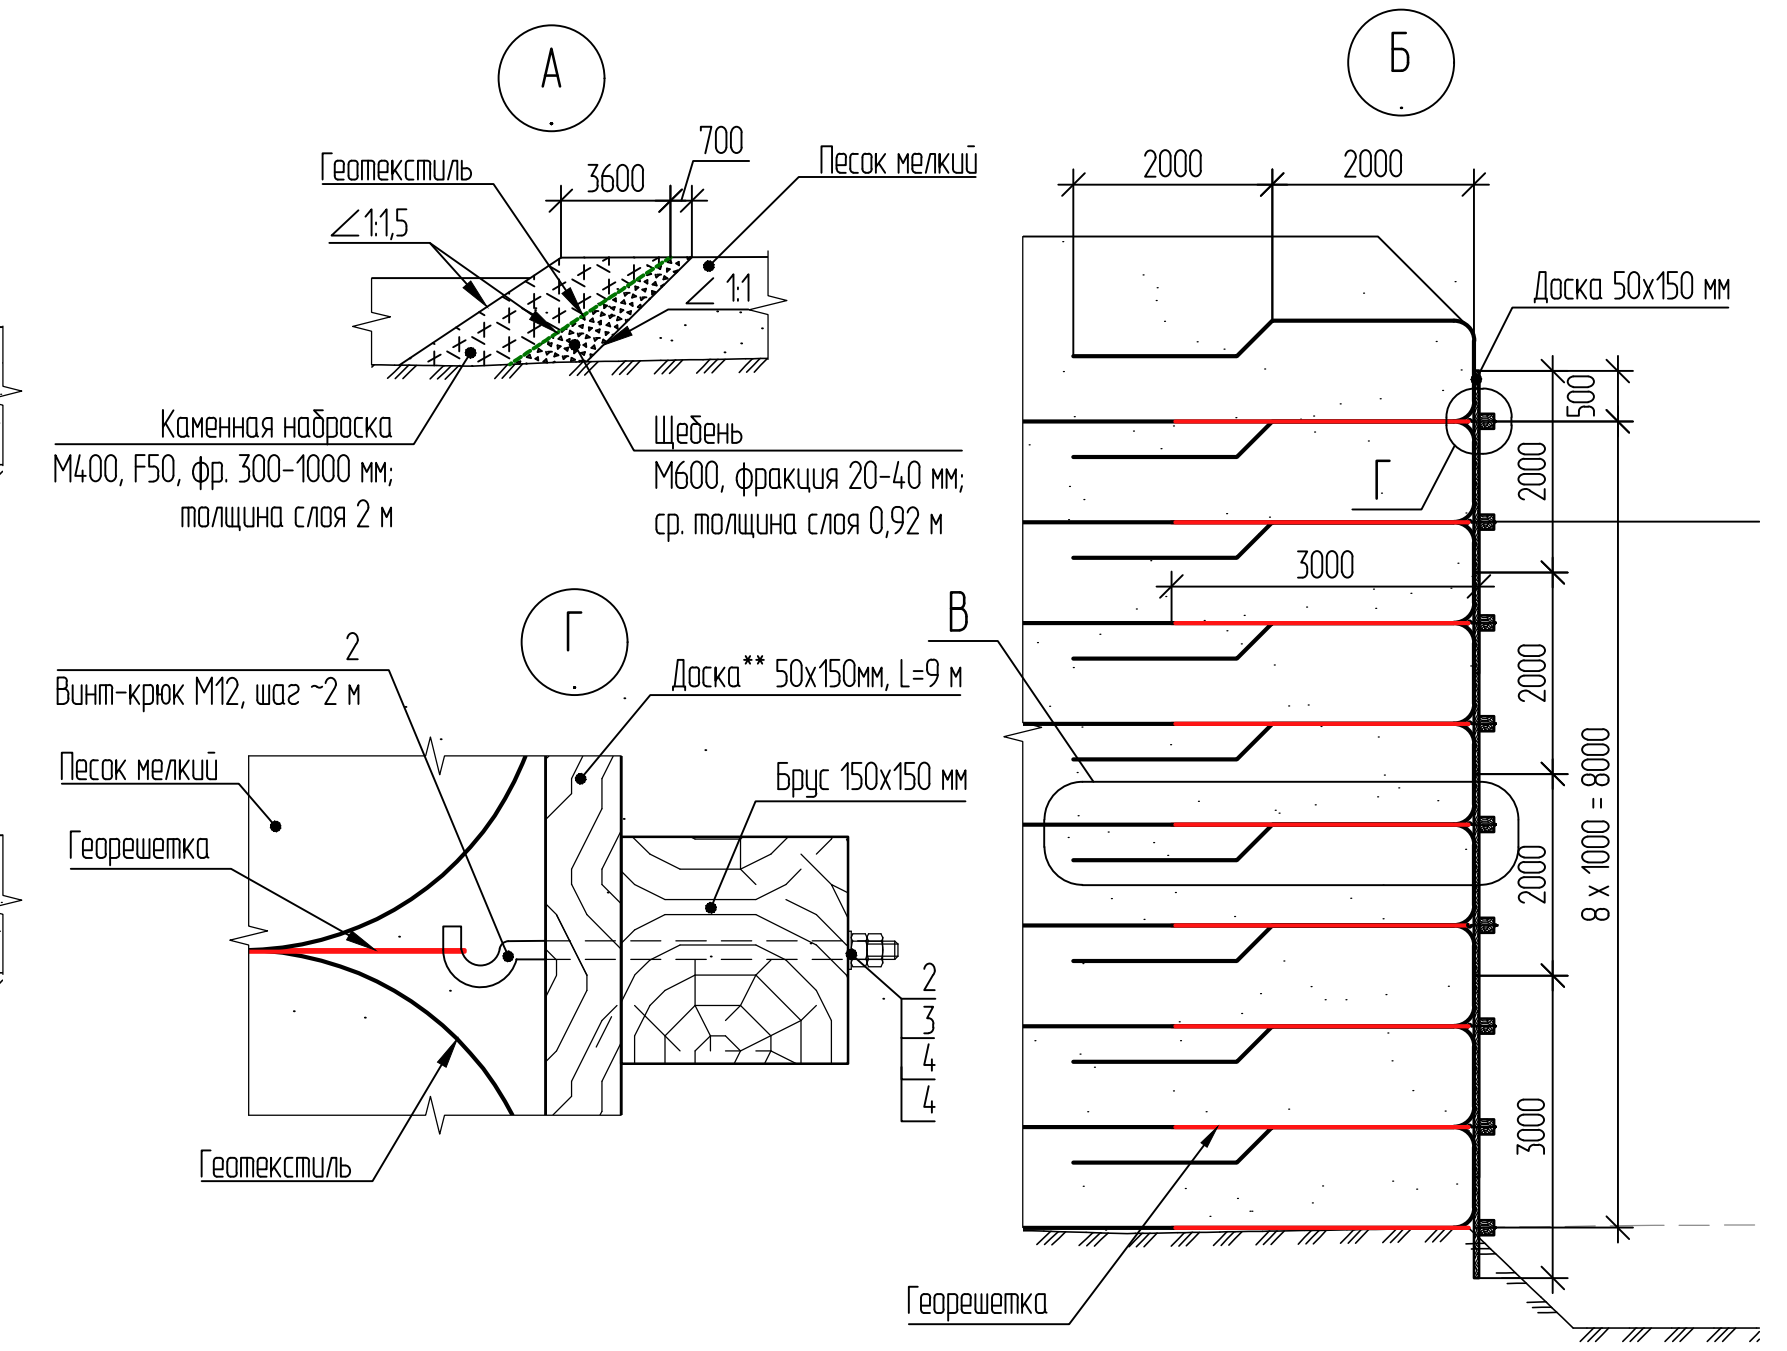 А
Геотекстиль
∠1:1,5
3600
700
Песок мелкий
∠ 1:1
Каменная наброска
М400, F50, фр. 300-1000 мм;
толщина слоя 2 м
Щебень
М600, фракция 20-40 мм;
ср. толщина слоя 0,92 м
Г
2
Винт-крюк М12, шаг ~2 м
Песок мелкий
Георешетка
Геотекстиль
Доска** 50х150мм, L=9 м
Брус 150х150 мм
2
3
4
4
Б
2000
2000
Доска 50х150 мм
500
2000
Г
3000
В
2000
2000
8 х 1000 = 8000
3000
Георешетка